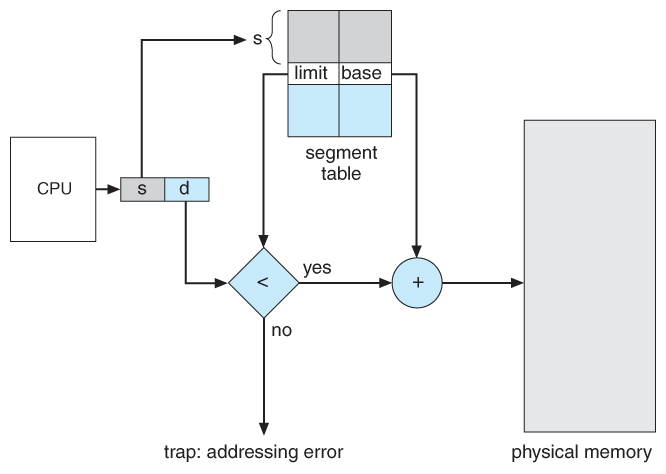 s
limit base
segment
table
CPU
s d
<
yes
+
no
trap: addressing error
physical memory